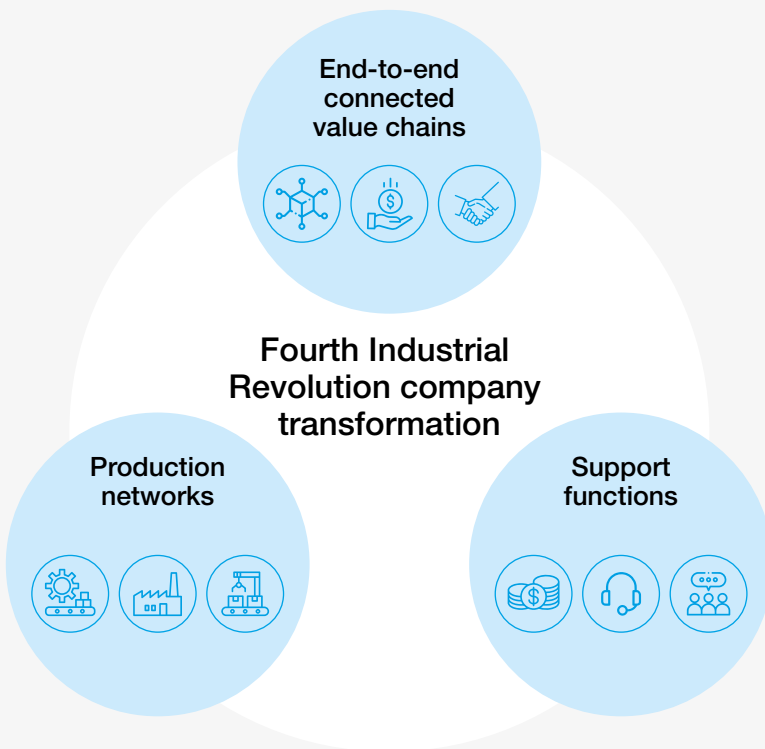 End-to-end
connected
value chains
$
Fourth Industrial
Revolution company
transformation
Production
networks
Support
functions
$